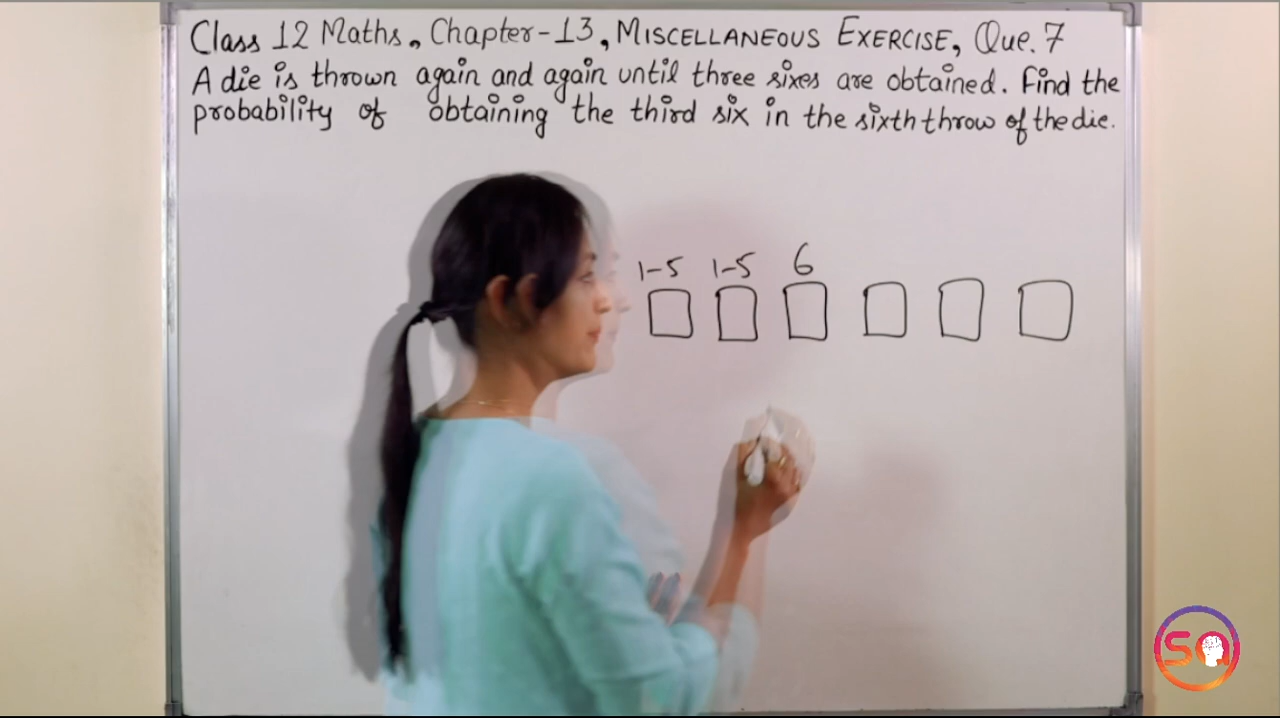 Class 12 Maths, Chapter-13, MISCELLANEOUS EXERCISE, Que. 7
A die is thrown again and again until three sixes are obtained. Find the
probability of obtaining the third six in the sixth throw of the die.
1-5 1-5 6
SQ